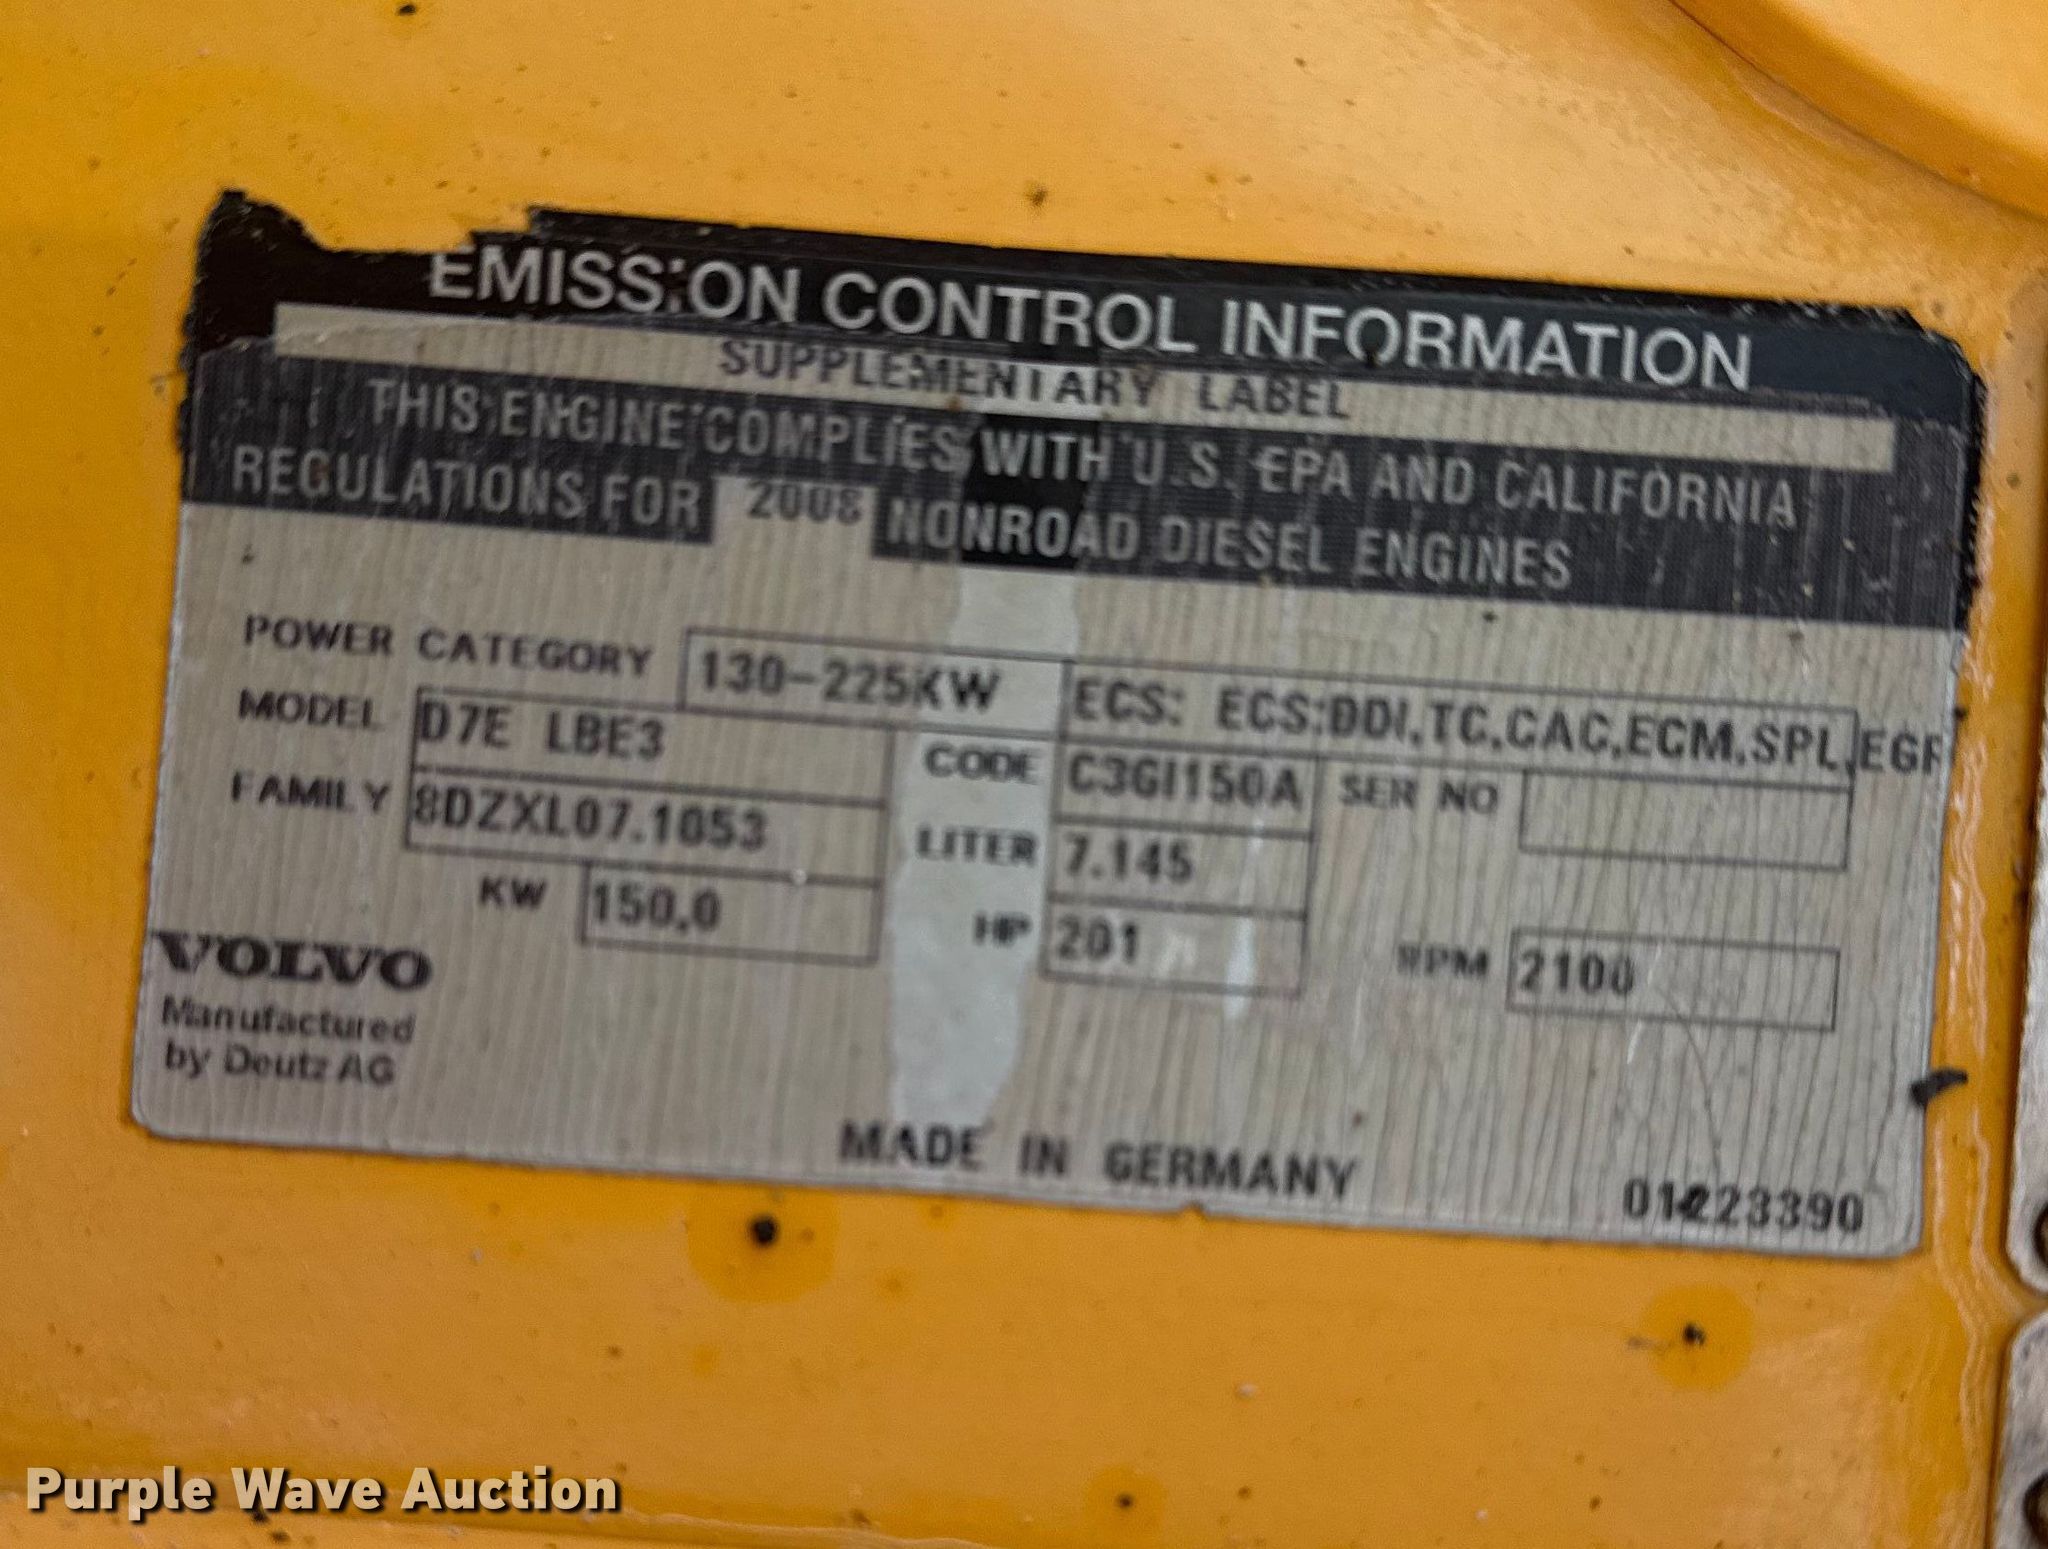 EMISSION CONTROL INFORMATION
SUPPLEMENTARY LABEL
THIS ENGINE COMPLIES WITH U.S. EPA AND CALIFORNIA
REGULATIONS FOR 2008 NONROAD DIESEL ENGINES
POWER CATEGORY 130-225KW ECS: ECS:DDI,TC,CAC,ECM,SPL,EGR
MODEL D7E LBE3 CODE C3GI150A SER NO
FAMILY 8DZXL07.1053 LITER 7.145
KW 150,0 HP 201 RPM 2100
VOLVO
Manufactured
by Deutz AG
MADE IN GERMANY
Purple Wave Auction